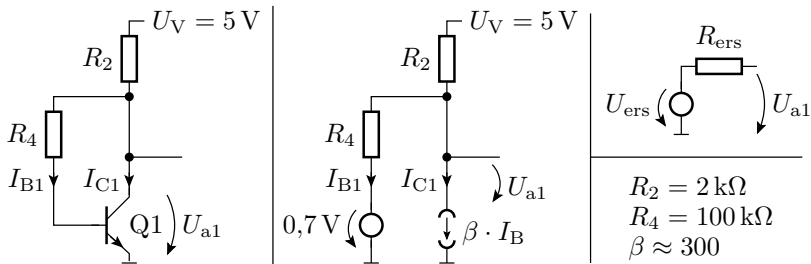 U_V = 5 V
R_2
R_4
I_B1
I_C1
Q1
U_a1
U_V = 5 V
R_2
R_4
I_B1
I_C1
U_a1
0,7 V
β · I_B
R_ers
U_ers
U_a1
R_2 = 2 kΩ
R_4 = 100 kΩ
β ≈ 300